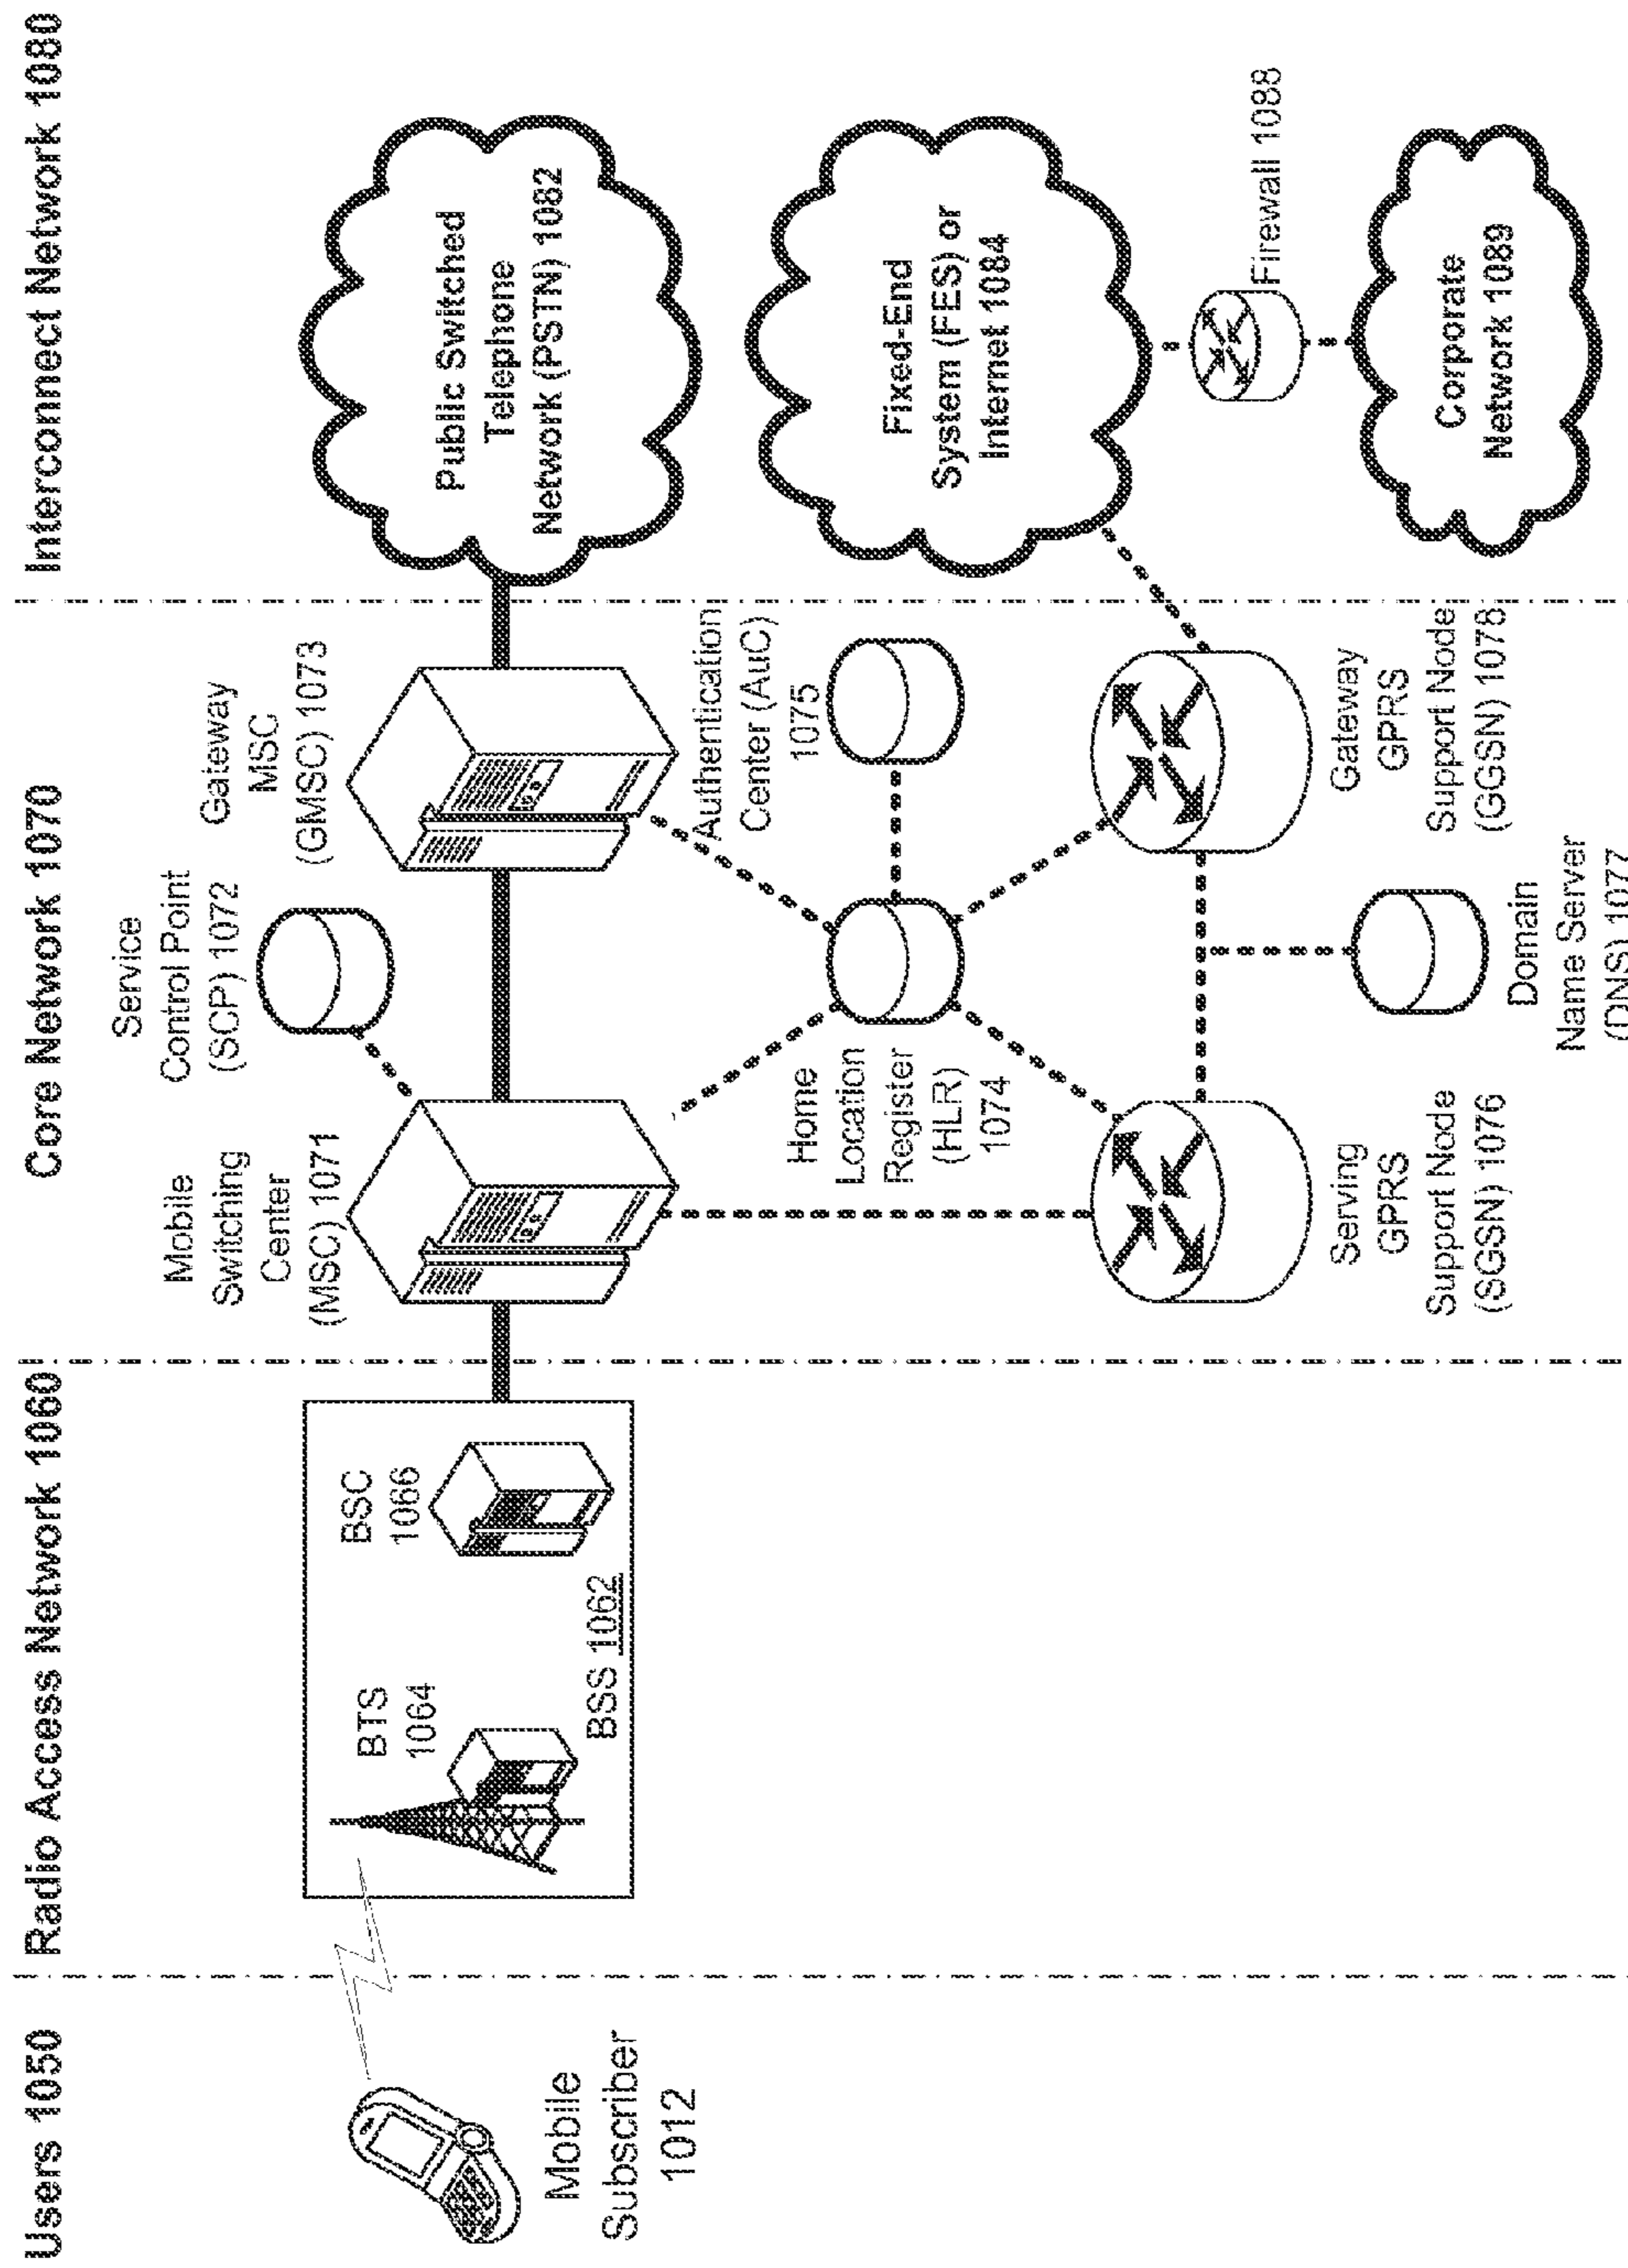 Users 1050
Radio Access Network 1060
Core Network 1070
Interconnect Network 1080
Mobile
Subscriber
1012
BTS
1064
BSC
1066
BSS 1062
Mobile
Switching
Center
(MSC) 1071
Service
Control Point
(SCP) 1072
Gateway
MSC
(GMSC) 1073
Home
Location
Register
(HLR)
1074
Authentication
Center (AuC)
1075
Serving
GPRS
Support Node
(SGSN) 1076
Domain
Name Server
(DNS) 1077
Gateway
GPRS
Support Node
(GGSN) 1078
Public Switched
Telephone
Network (PSTN) 1082
Fixed-End
System (FES) or
Internet 1084
Firewall 1088
Corporate
Network 1089